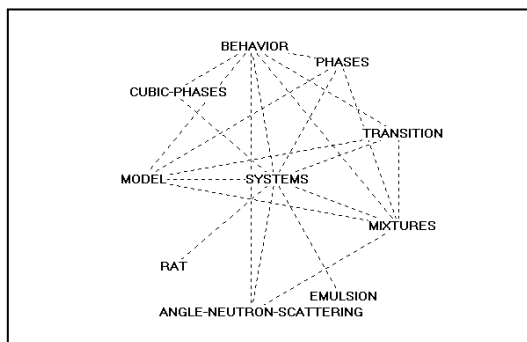 BEHAVIOR
PHASES
CUBIC-PHASES
TRANSITION
MODEL
SYSTEMS
MIXTURES
RAT
EMULSION
ANGLE-NEUTRON-SCATTERING